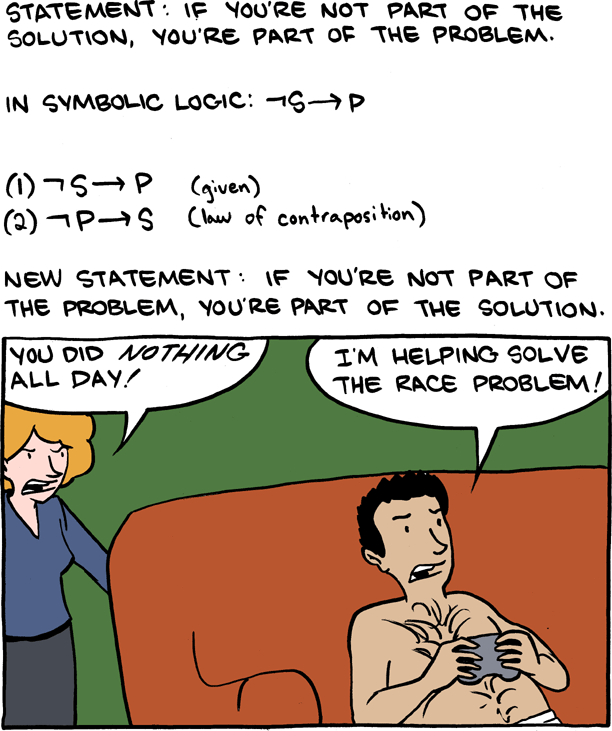 STATEMENT: IF YOU'RE NOT PART OF THE
SOLUTION, YOU'RE PART OF THE PROBLEM.
IN SYMBOLIC LOGIC: ¬S→P
(1) ¬S→P (given)
(2) ¬P→S (law of contraposition)
NEW STATEMENT: IF YOU'RE NOT PART OF
THE PROBLEM, YOU'RE PART OF THE SOLUTION.
YOU DID NOTHING
ALL DAY!
I'M HELPING SOLVE
THE RACE PROBLEM!